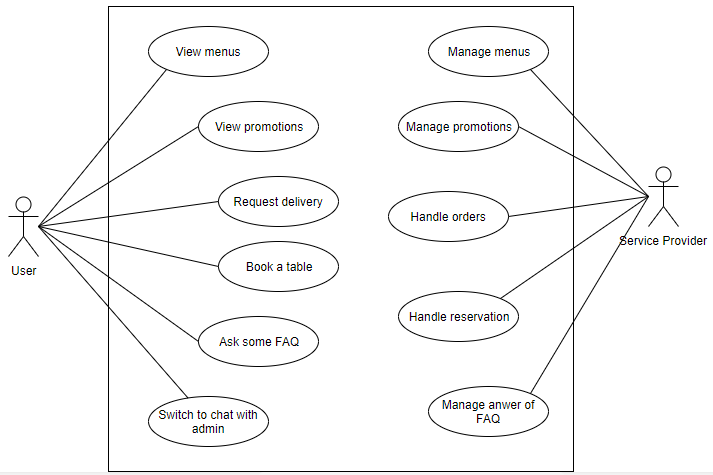 View menus
Manage menus
View promotions
Manage promotions
Request delivery
Handle orders
User
Service Provider
Book a table
Handle reservation
Ask some FAQ
Switch to chat with
admin
Manage anwer of
FAQ